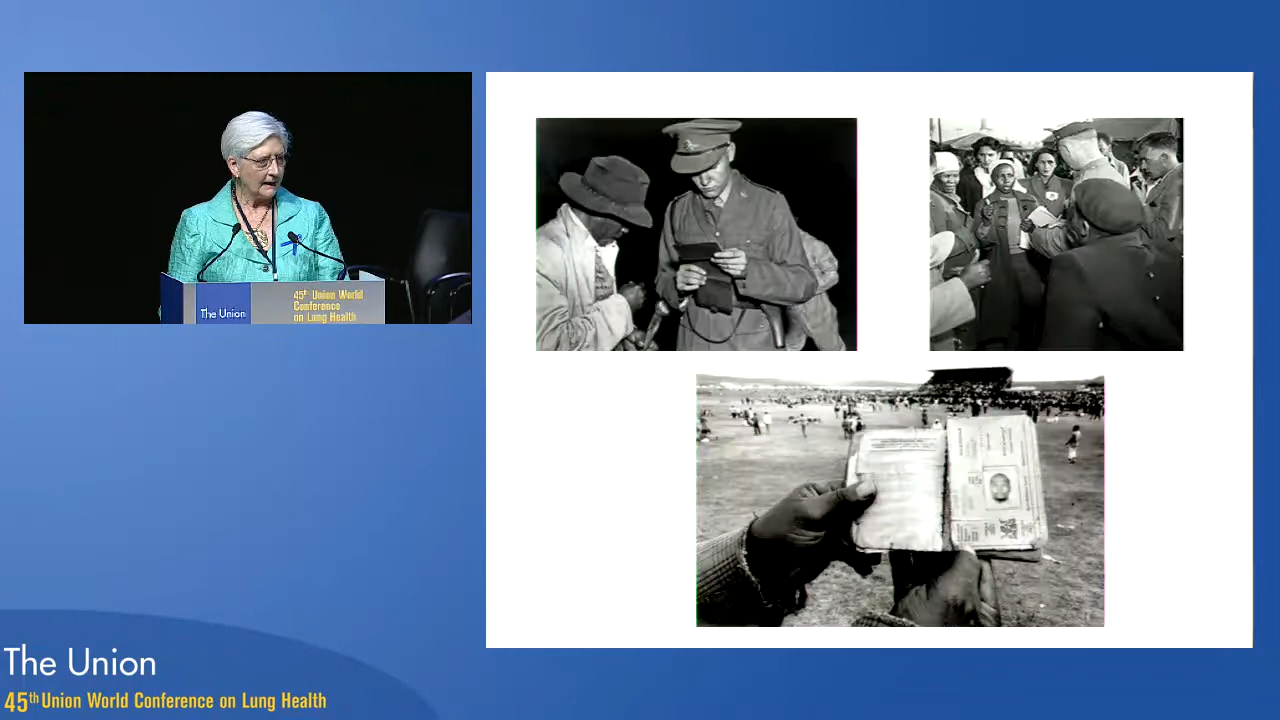 The Union
45th Union World
Conference
on Lung Health
The Union
45th Union World Conference on Lung Health